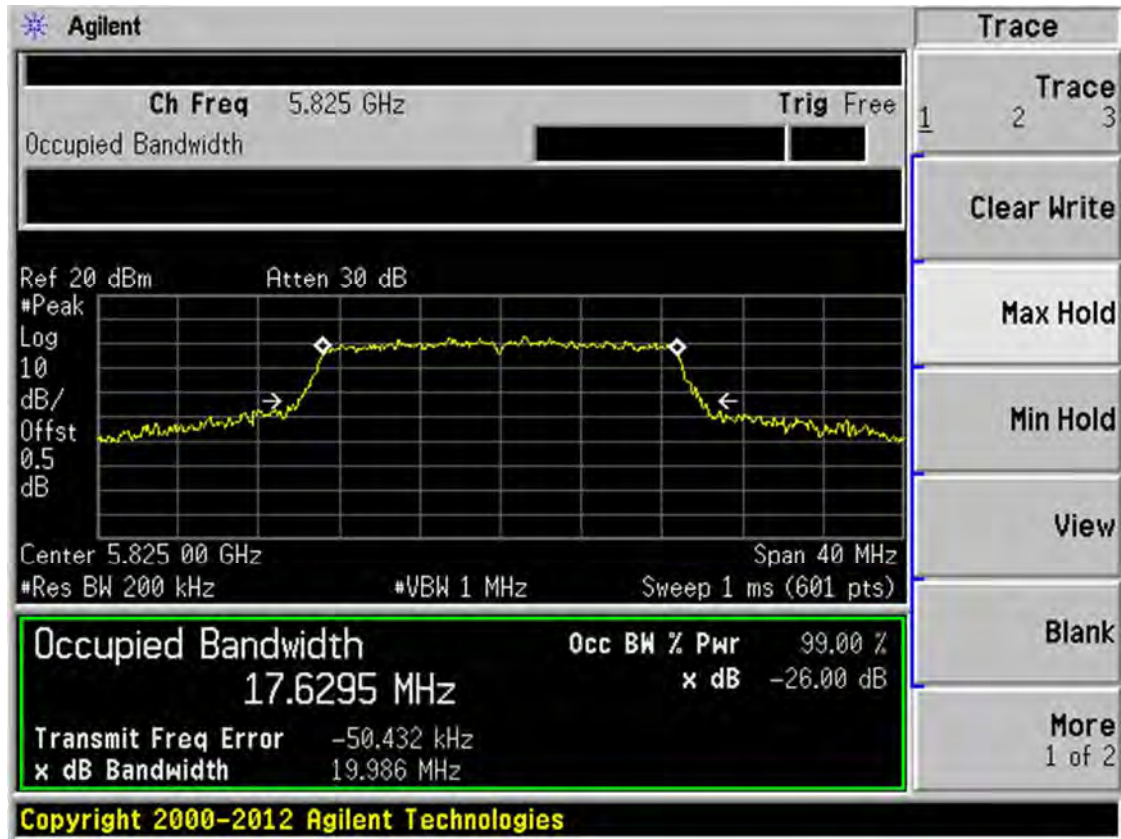 Agilent
Trace
Ch Freq 5.825 GHz Trig Free
Occupied Bandwidth
Trace
1 2 3
Clear Write
Max Hold
Min Hold
View
Blank
More
1 of 2
Ref 20 dBm Atten 30 dB
#Peak
Log
10
dB/
Offst
0.5
dB
Center 5.825 00 GHz Span 40 MHz
#Res BW 200 kHz #VBW 1 MHz Sweep 1 ms (601 pts)
Occupied Bandwidth
17.6295 MHz
Occ BW % Pwr 99.00 %
x dB -26.00 dB
Transmit Freq Error -50.432 kHz
x dB Bandwidth 19.986 MHz
Copyright 2000-2012 Agilent Technologies